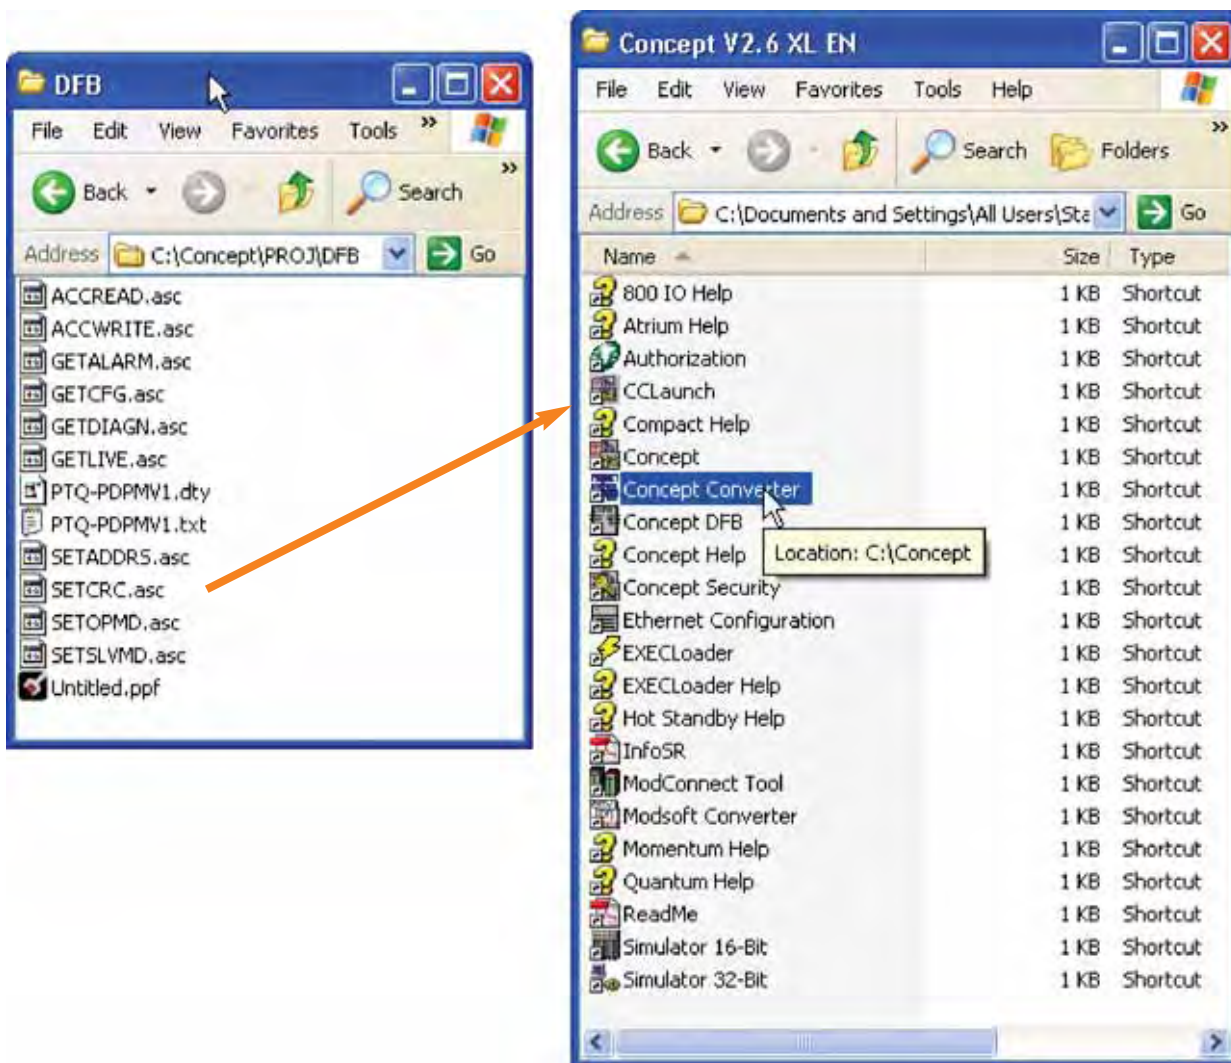 DFB
File Edit View Favorites Tools »
Back Search »
Address C:\Concept\PROJ\DFB Go
ACCREAD.asc
ACCWRITE.asc
GETALARM.asc
GETCFG.asc
GETDIAGN.asc
GETLIVE.asc
PTQ-PDPMV1.dty
PTQ-PDPMV1.txt
SETADDRS.asc
SETCRC.asc
SETOPMD.asc
SETSLVMD.asc
Untitled.ppf
Concept V2.6 XL EN
File Edit View Favorites Tools Help
Back Search Folders »
Address C:\Documents and Settings\All Users\Sta Go
Name Size Type
800 IO Help 1 KB Shortcut
Atrium Help 1 KB Shortcut
Authorization 1 KB Shortcut
CCLaunch 1 KB Shortcut
Compact Help 1 KB Shortcut
Concept 1 KB Shortcut
Concept Converter 1 KB Shortcut
Concept DFB 1 KB Shortcut
Concept Help 1 KB Shortcut
Location: C:\Concept
Concept Security 1 KB Shortcut
Ethernet Configuration 1 KB Shortcut
EXECLoader 1 KB Shortcut
EXECLoader Help 1 KB Shortcut
Hot Standby Help 1 KB Shortcut
InfoSR 1 KB Shortcut
ModConnect Tool 1 KB Shortcut
Modsoft Converter 1 KB Shortcut
Momentum Help 1 KB Shortcut
Quantum Help 1 KB Shortcut
ReadMe 1 KB Shortcut
Simulator 16-Bit 1 KB Shortcut
Simulator 32-Bit 1 KB Shortcut